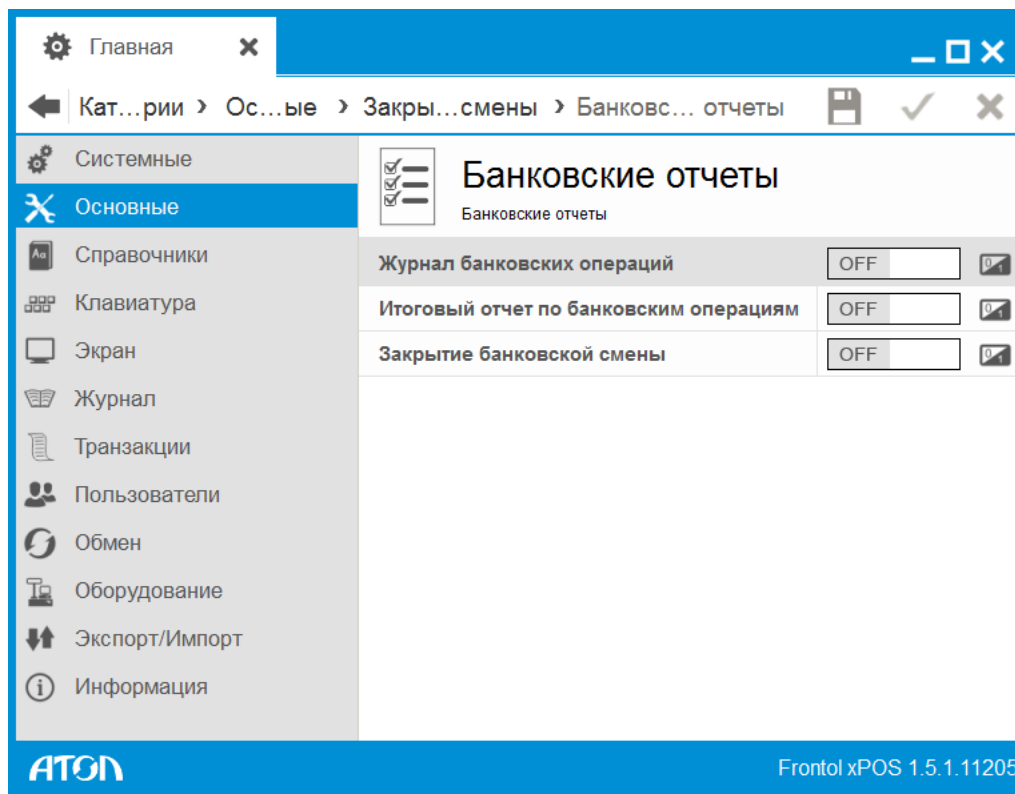 Главная
Кат…рии › Ос…ые › Закры…смены › Банковс… отчеты
Системные
Основные
Справочники
Клавиатура
Экран
Журнал
Транзакции
Пользователи
Обмен
Оборудование
Экспорт/Импорт
Информация
Банковские отчеты
Банковские отчеты
Журнал банковских операций OFF
Итоговый отчет по банковским операциям OFF
Закрытие банковской смены OFF
АТОЛ
Frontol xPOS 1.5.1.11205